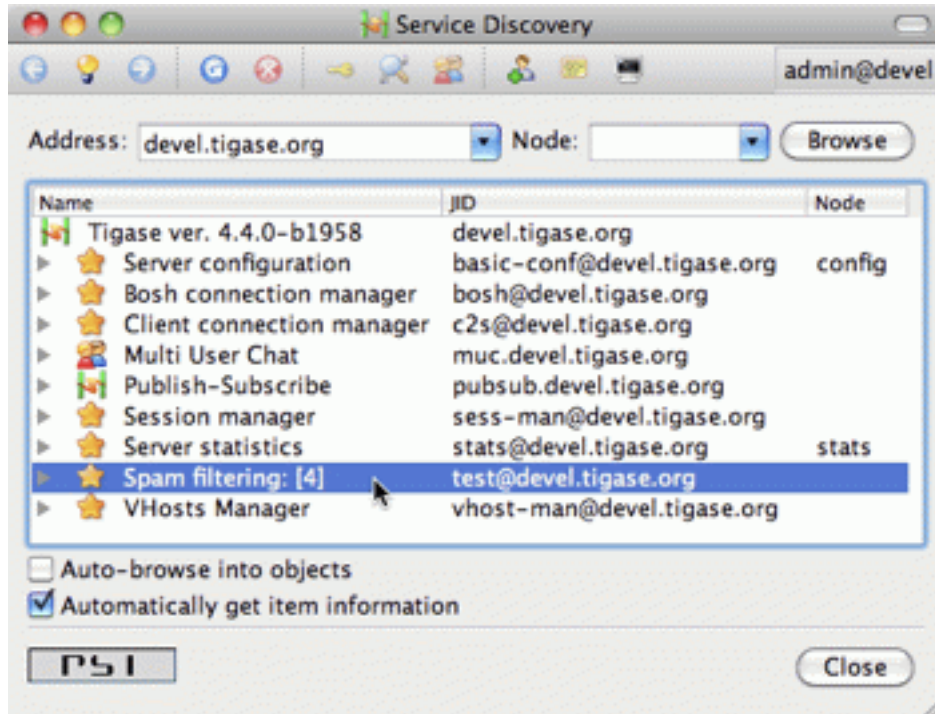 Service Discovery
admin@devel
Address: devel.tigase.org Node: Browse
Name JID Node
Tigase ver. 4.4.0-b1958 devel.tigase.org
Server configuration basic-conf@devel.tigase.org config
Bosh connection manager bosh@devel.tigase.org
Client connection manager c2s@devel.tigase.org
Multi User Chat muc.devel.tigase.org
Publish-Subscribe pubsub.devel.tigase.org
Session manager sess-man@devel.tigase.org
Server statistics stats@devel.tigase.org stats
Spam filtering: [4] test@devel.tigase.org
VHosts Manager vhost-man@devel.tigase.org
Auto-browse into objects
Automatically get item information
PSI Close